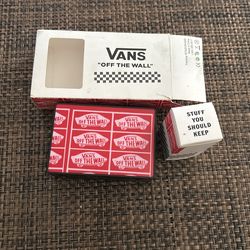 VANS
"OFF THE WALL"
VANS
OFF THE WALL
VANS
OFF THE WALL
VANS
OFF THE WALL
VANS
OFF THE WALL
VANS
OFF THE WALL
VANS
OFF THE WALL
STUFF
YOU
SHOULD
KEEP